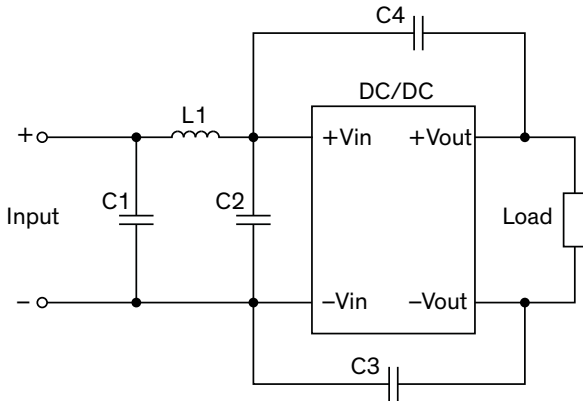 C4
DC/DC
L1
+
+Vin
+Vout
C1
C2
Input
Load
−
−Vin
−Vout
C3